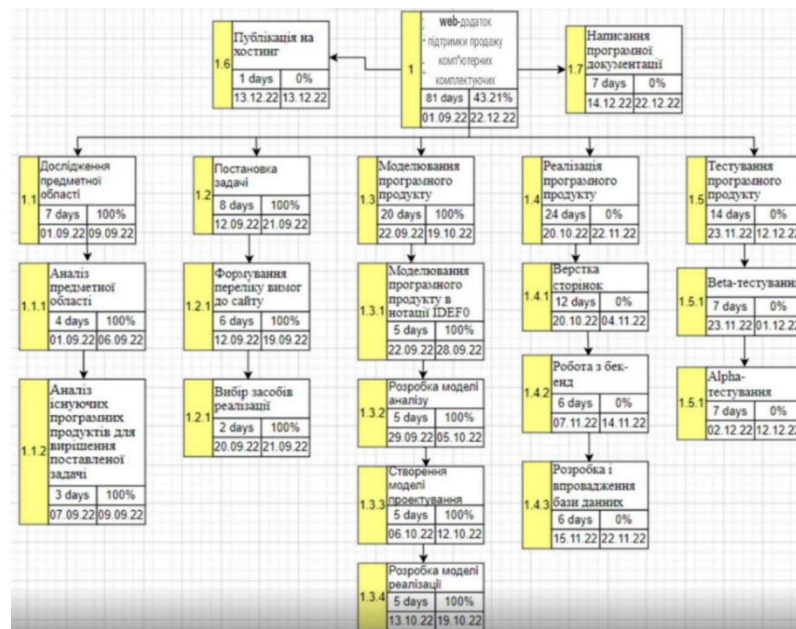 1.6
Публікація на
хостинг
1 days 0%
13.12.22 13.12.22
1
web-додаток
підтримки продажу
комп'ютерних
комплектуючих
81 days 43.21%
01.09.22 22.12.22
1.7
Написання
програмної
документації
7 days 0%
14.12.22 22.12.22
1.1
Дослідження
предметної
області
7 days 100%
01.09.22 09.09.22
1.2
Постановка
задачі
8 days 100%
12.09.22 21.09.22
1.3
Моделювання
програмного
продукту
20 days 100%
22.09.22 19.10.22
1.4
Реалізація
програмного
продукту
24 days 0%
20.10.22 22.11.22
1.5
Тестування
програмного
продукту
14 days 0%
23.11.22 12.12.22
1.1.1
Аналіз
предметної
області
4 days 100%
01.09.22 06.09.22
1.2.1
Формування
переліку вимог
до сайту
6 days 100%
12.09.22 19.09.22
1.3.1
Моделювання
програмного
продукту в
нотації IDEF0
5 days 100%
22.09.22 28.09.22
1.4.1
Верстка
сторінок
12 days 0%
20.10.22 04.11.22
1.5.1
Beta-тестування
7 days 0%
23.11.22 01.12.22
1.1.2
Аналіз
існуючих
програмних
продуктів для
вирішення
поставленої
задачі
3 days 100%
07.09.22 09.09.22
1.2.1
Вибір засобів
реалізації
2 days 100%
20.09.22 21.09.22
1.3.2
Розробка моделі
аналізу
5 days 100%
29.09.22 05.10.22
1.4.2
Робота з бек-
енд
6 days 0%
07.11.22 14.11.22
1.5.1
Alpha-
тестування
7 days 0%
02.12.22 12.12.22
1.3.3
Створення
моделі
проектування
5 days 100%
06.10.22 12.10.22
1.4.3
Розробка і
впровадження
бази данних
6 days 0%
15.11.22 22.11.22
1.3.4
Розробка моделі
реалізації
5 days 100%
13.10.22 19.10.22